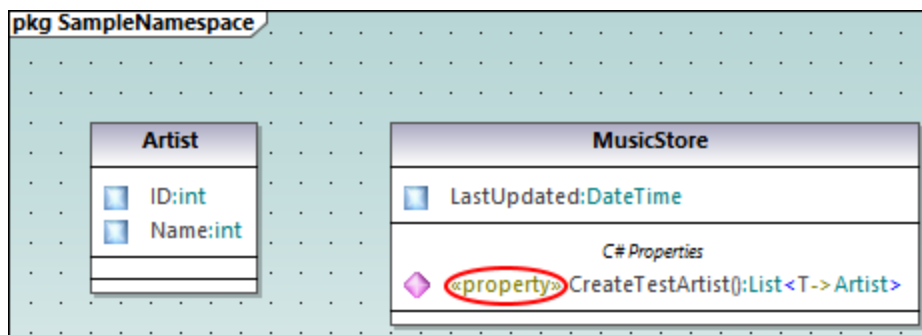 pkg SampleNamespace
Artist
ID:int
Name:int
MusicStore
LastUpdated:DateTime
C# Properties
«property»CreateTestArtist():List<T->Artist>